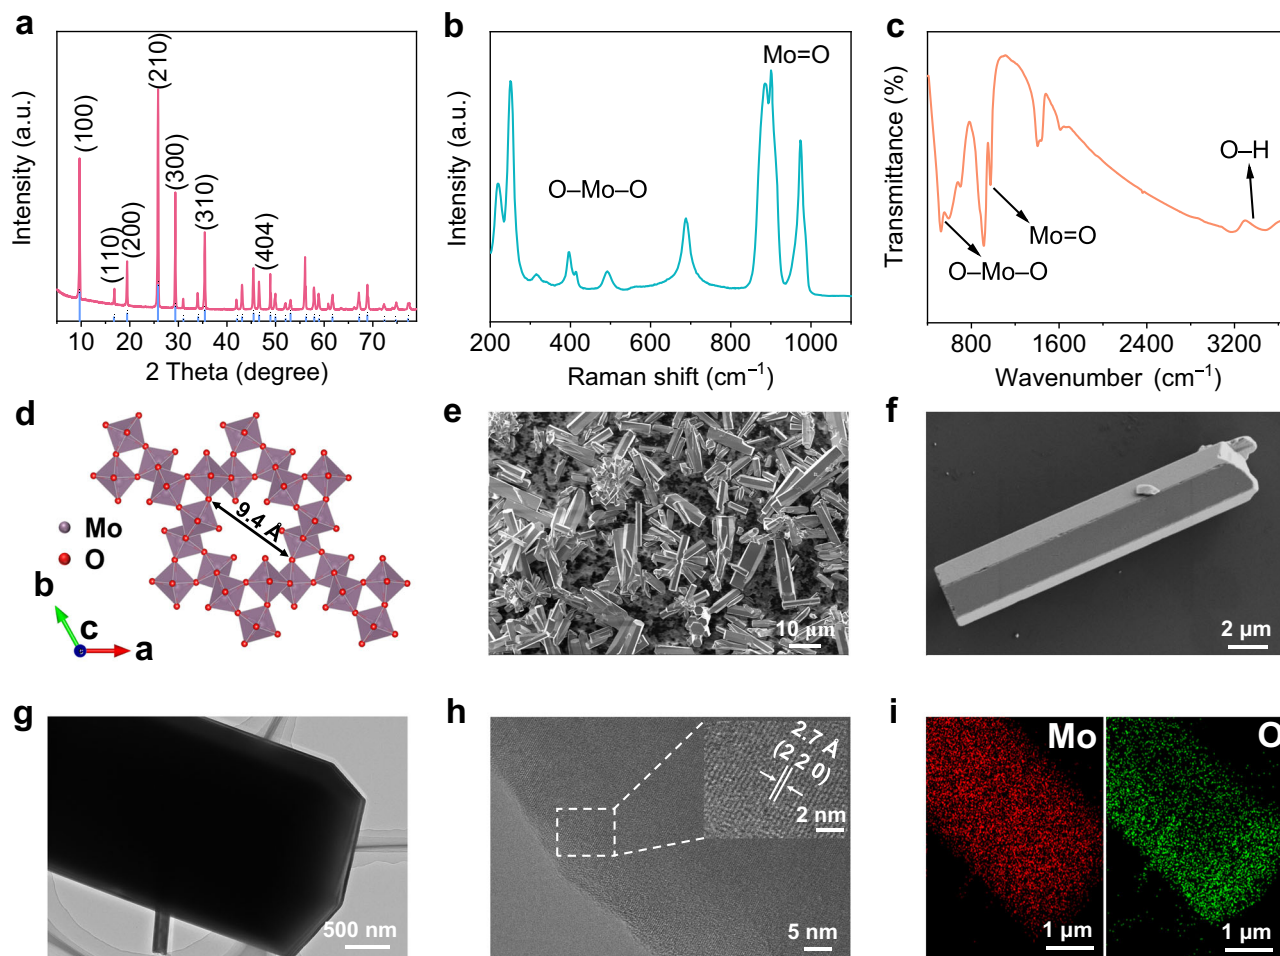 a
Intensity (a.u.)
(100)
(110)
(200)
(210)
(300)
(310)
(404)
10 20 30 40 50 60 70
2 Theta (degree)
b
Intensity (a.u.)
O–Mo–O
Mo=O
200 400 600 800 1000
Raman shift (cm⁻¹)
c
Transmittance (%)
O–H
Mo=O
O–Mo–O
800 1600 2400 3200
Wavenumber (cm⁻¹)
d
9.4 Å
Mo
O
b
c
a
e
10 µm
f
2 µm
g
500 nm
h
2.7 Å
(2 2 0)
2 nm
5 nm
i
Mo
O
1 µm
1 µm